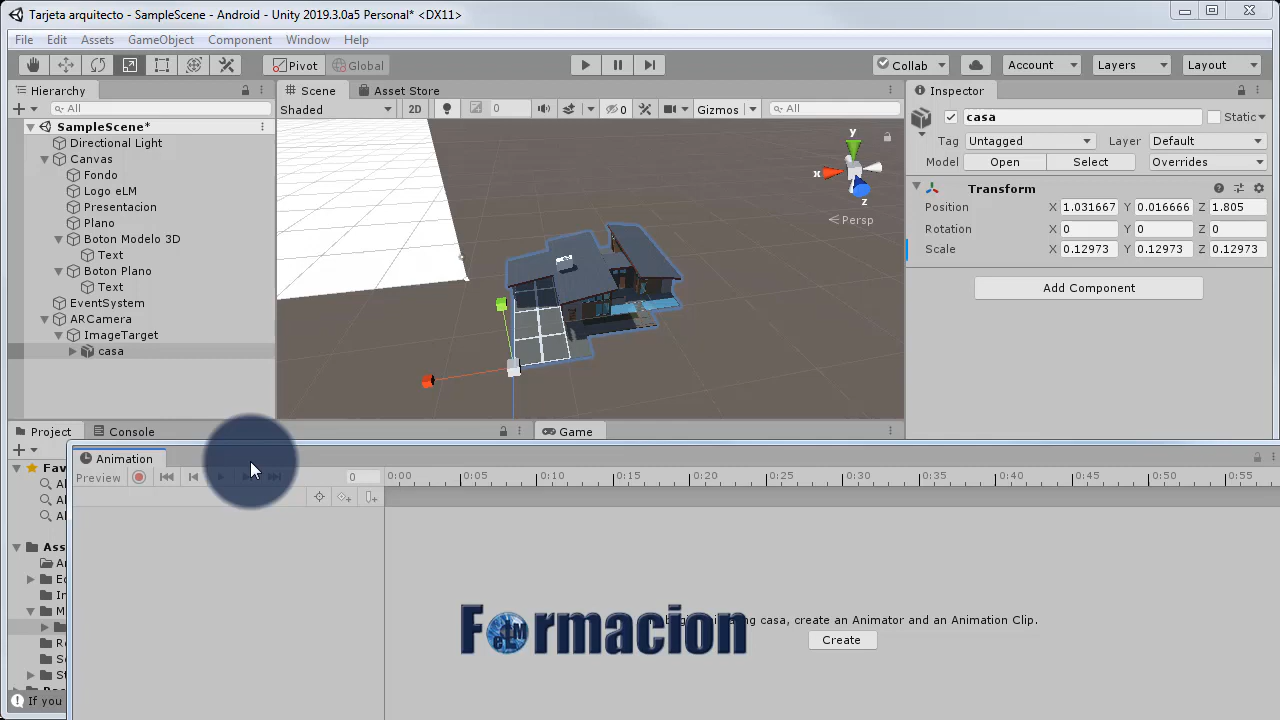 Tarjeta arquitecto - SampleScene - Android - Unity 2019.3.0a5 Personal* <DX11>
File Edit Assets GameObject Component Window Help
Pivot Global Collab Account Layers Layout
Hierarchy Scene Asset Store Inspector
All Shaded 2D 0 0 Gizmos All casa Static
SampleScene*
Directional Light
Canvas
Fondo
Logo eLM
Presentacion
Plano
Boton Modelo 3D
Text
Boton Plano
Text
EventSystem
ARCamera
ImageTarget
casa
y
x
z
Persp
Tag Untagged Layer Default
Model Open Select Overrides
Transform
Position X 1.031667 Y 0.016666 Z 1.805
Rotation X 0 Y 0 Z 0
Scale X 0.12973 Y 0.12973 Z 0.12973
Add Component
Project Console Game
Fav
Ass
If you
Animation
Preview 0 0:00 0:05 0:10 0:15 0:20 0:25 0:30 0:35 0:40 0:45 0:50 0:55
casa, create an Animator and an Animation Clip.
Create
Formacion
eLM